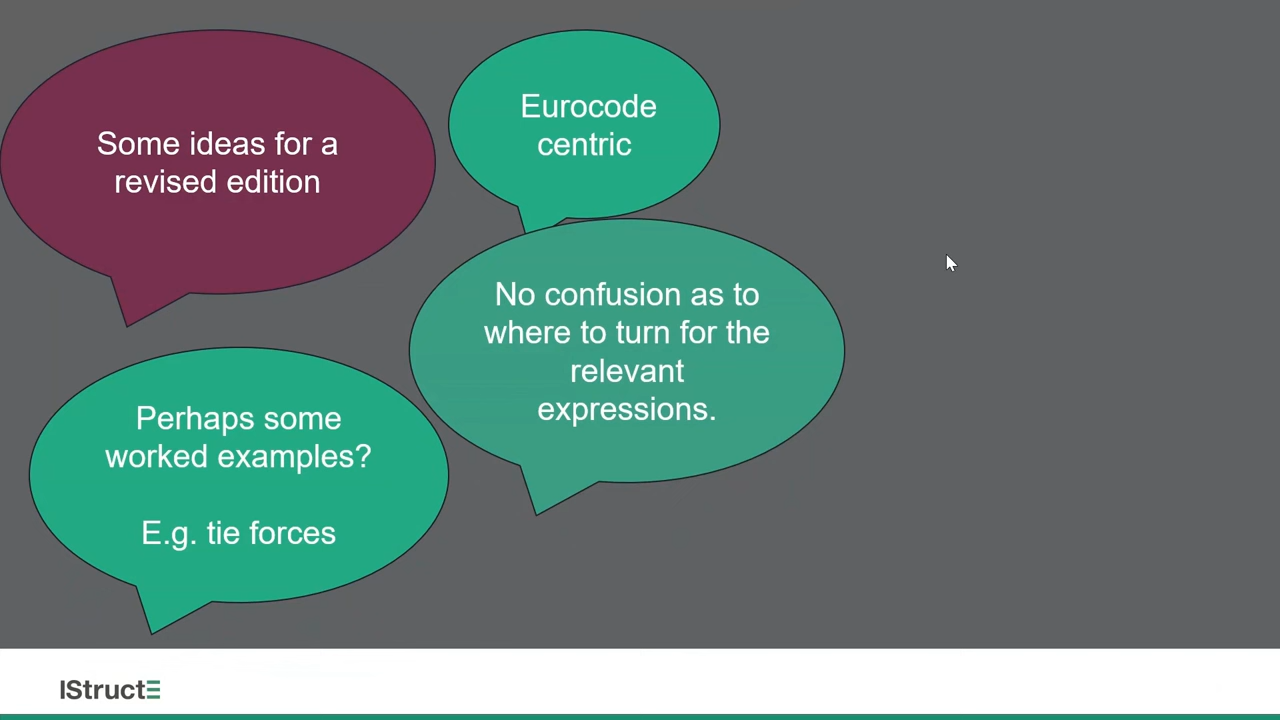 Some ideas for a
revised edition
Eurocode
centric
No confusion as to
where to turn for the
relevant
expressions.
Perhaps some
worked examples?
E.g. tie forces
IStructE